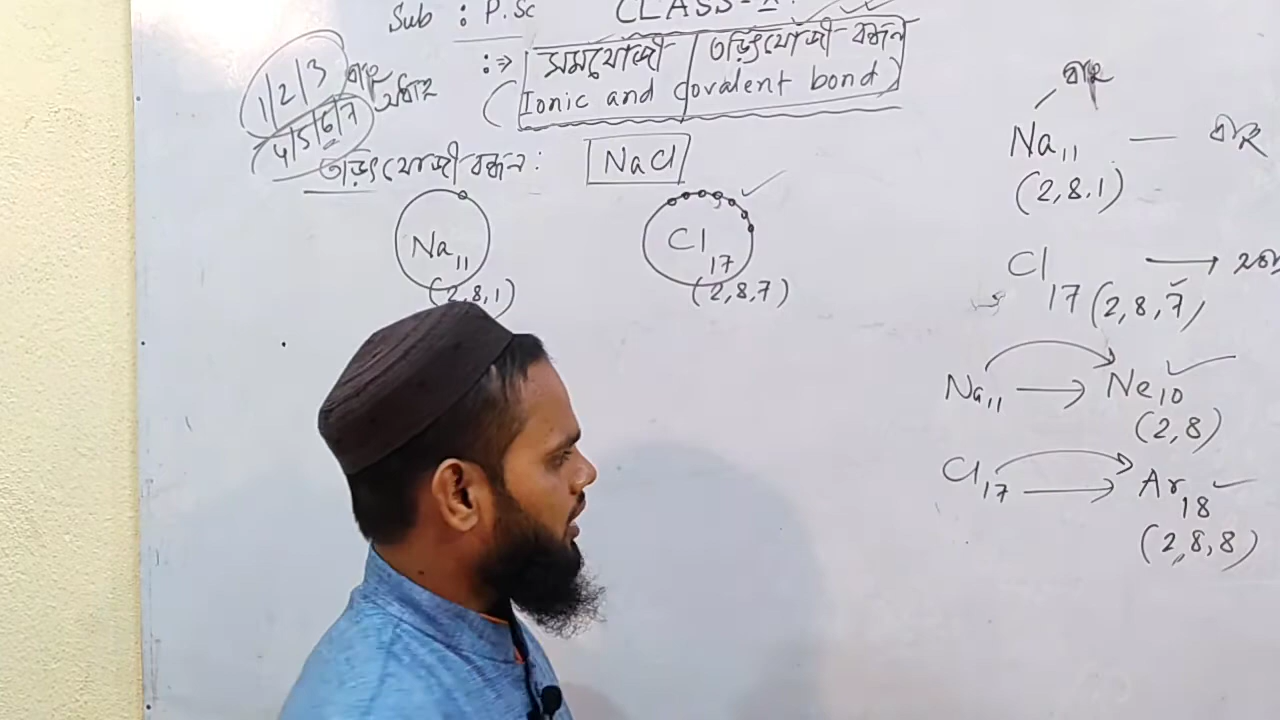 Sub : P.Sc CLASS-X
:⇒ সমযোজী / তড়িৎযোজী বন্ধন
(Ionic and covalent bond)
1/2/3
4/5/6/7
তড়িৎযোজী বন্ধন: NaCl
Na₁₁
(2,8,1)
Cl₁₇
(2,8,7)
Na₁₁ —
(2,8,1)
Cl →
17 (2,8,7)
Na₁₁ → Ne₁₀
(2,8)
Cl₁₇ → Ar₁₈
(2,8,8)